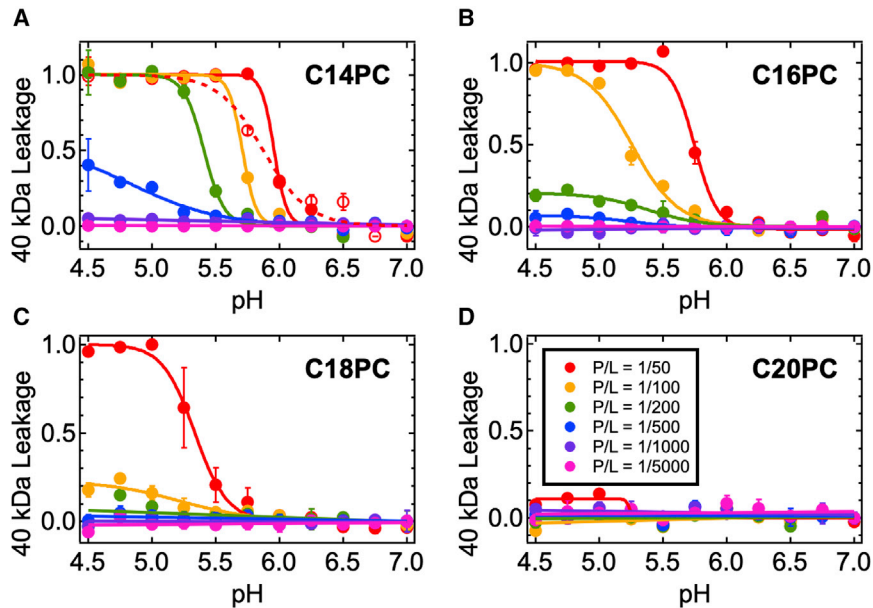 A
C14PC
40 kDa Leakage
1.0
0.5
0.0
4.5 5.0 5.5 6.0 6.5 7.0
pH
B
C16PC
40 kDa Leakage
1.0
0.5
0.0
4.5 5.0 5.5 6.0 6.5 7.0
pH
C
C18PC
40 kDa Leakage
1.0
0.5
0.0
4.5 5.0 5.5 6.0 6.5 7.0
pH
D
C20PC
40 kDa Leakage
1.0
0.5
0.0
P/L = 1/50
P/L = 1/100
P/L = 1/200
P/L = 1/500
P/L = 1/1000
P/L = 1/5000
4.5 5.0 5.5 6.0 6.5 7.0
pH